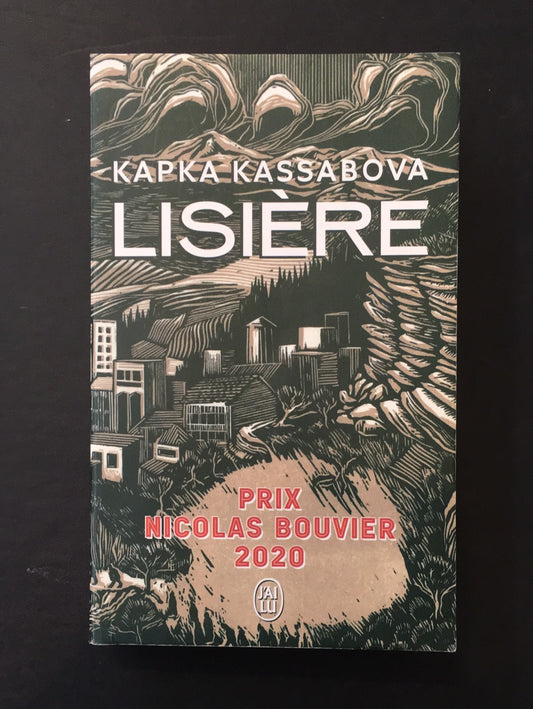 KAPKA KASSABOVA
LISIÈRE
PRIX
NICOLAS BOUVIER
2020
J'AI
LU